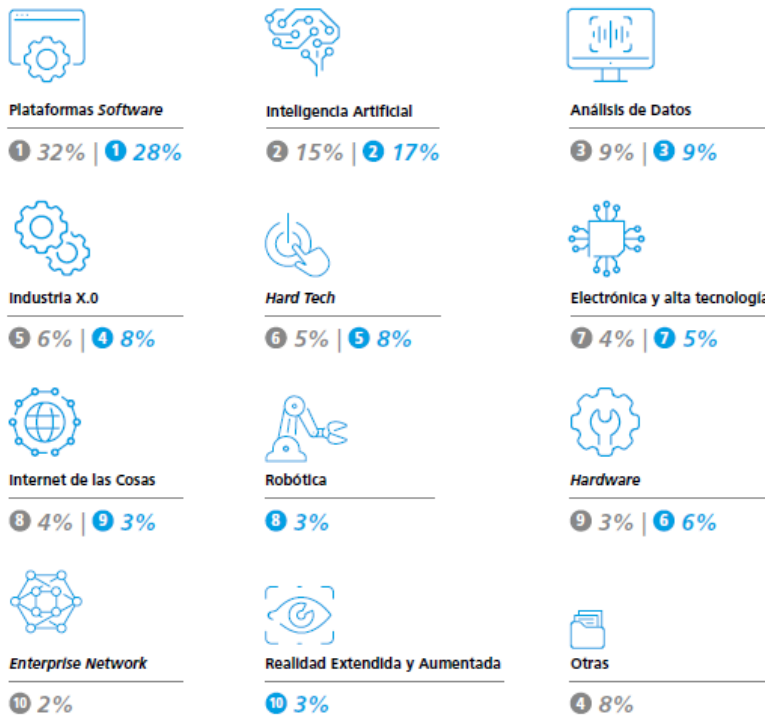 Plataformas Software
Inteligencia Artificial
Análisis de Datos
1 32% | 1 28%
2 15% | 2 17%
3 9% | 3 9%
Industria X.0
Hard Tech
Electrónica y alta tecnología
5 6% | 4 8%
6 5% | 5 8%
7 4% | 7 5%
Internet de las Cosas
Robótica
Hardware
8 4% | 9 3%
8 3%
9 3% | 6 6%
Enterprise Network
Realidad Extendida y Aumentada
Otras
10 2%
10 3%
4 8%